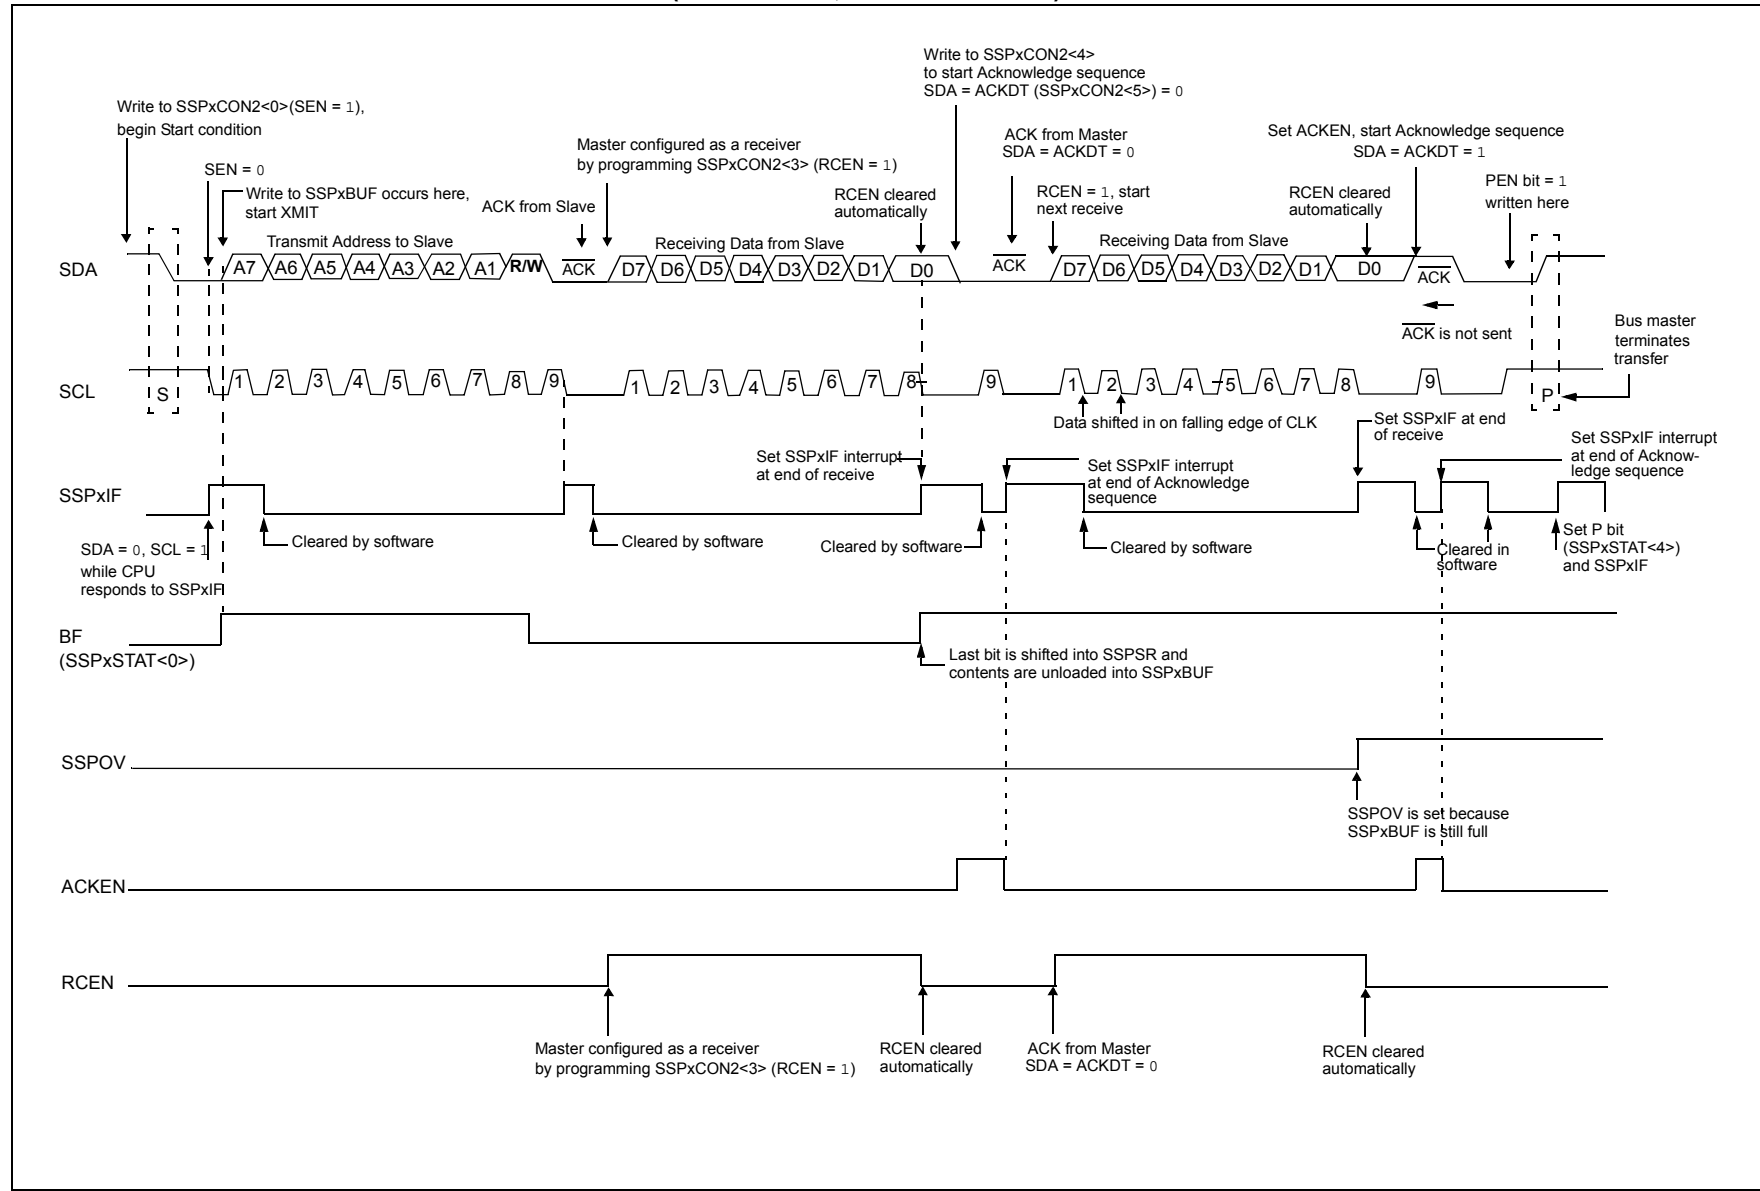 Write to SSPxCON2<4>
to start Acknowledge sequence
SDA = ACKDT (SSPxCON2<5>) = 0
Write to SSPxCON2<0>(SEN = 1),
begin Start condition
SEN = 0
Write to SSPxBUF occurs here,
start XMIT
ACK from Slave
Master configured as a receiver
by programming SSPxCON2<3> (RCEN = 1)
RCEN cleared
automatically
ACK from Master
SDA = ACKDT = 0
RCEN = 1, start
next receive
Set ACKEN, start Acknowledge sequence
SDA = ACKDT = 1
RCEN cleared
automatically
PEN bit = 1
written here
Transmit Address to Slave
Receiving Data from Slave
Receiving Data from Slave
SDA
A7 A6 A5 A4 A3 A2 A1 R/W ACK D7 D6 D5 D4 D3 D2 D1 D0 ACK D7 D6 D5 D4 D3 D2 D1 D0 ACK
ACK is not sent
Bus master
terminates
transfer
SCL
S 1 2 3 4 5 6 7 8 9 1 2 3 4 5 6 7 8 9 1 2 3 4 5 6 7 8 9 P
Data shifted in on falling edge of CLK
Set SSPxIF at end
of receive
Set SSPxIF interrupt
at end of receive
Set SSPxIF interrupt
at end of Acknowledge
sequence
Set SSPxIF interrupt
at end of Acknow-
ledge sequence
SSPxIF
SDA = 0, SCL = 1
while CPU
responds to SSPxIF
Cleared by software
Cleared by software
Cleared by software
Cleared by software
Cleared in
software
Set P bit
(SSPxSTAT<4>)
and SSPxIF
BF
(SSPxSTAT<0>)
Last bit is shifted into SSPSR and
contents are unloaded into SSPxBUF
SSPOV
SSPOV is set because
SSPxBUF is still full
ACKEN
RCEN
Master configured as a receiver
by programming SSPxCON2<3> (RCEN = 1)
RCEN cleared
automatically
ACK from Master
SDA = ACKDT = 0
RCEN cleared
automatically